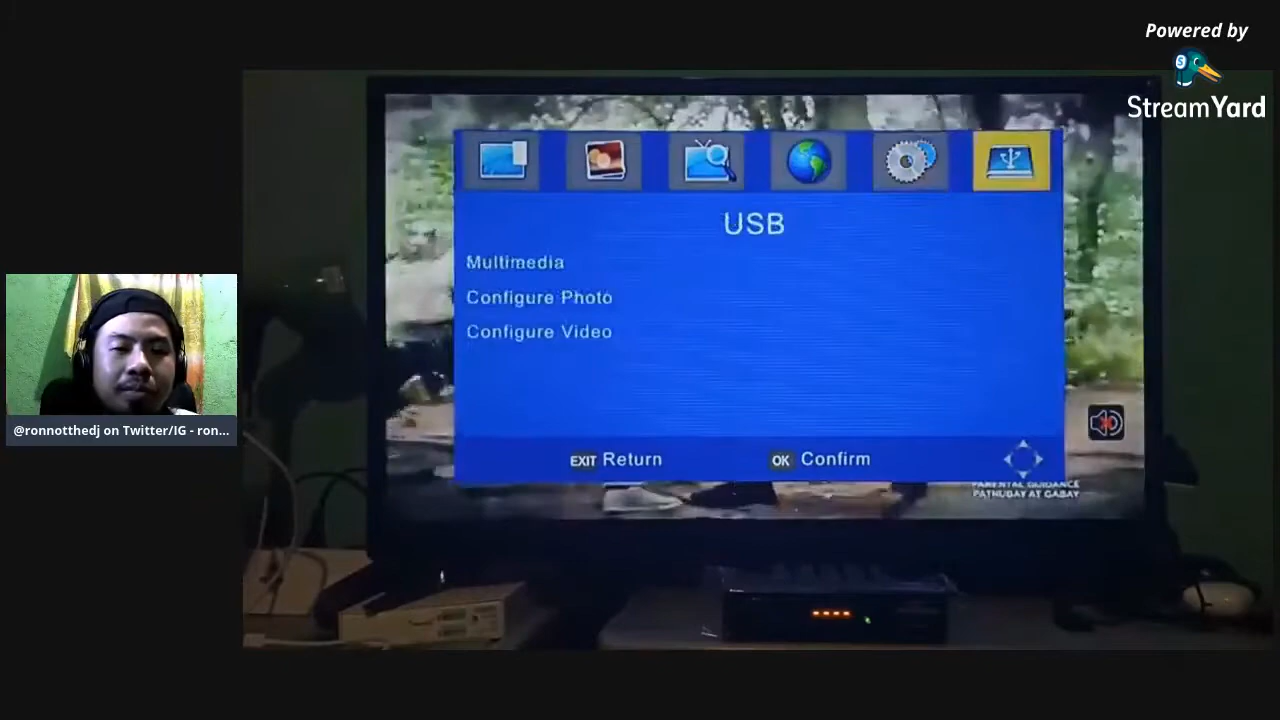 Powered by
StreamYard
USB
Multimedia
Configure Photo
Configure Video
EXIT Return
OK Confirm
PARENTAL GUIDANCE
PATNUBAY AT GABAY
@ronnotthedj on Twitter/IG - ron...